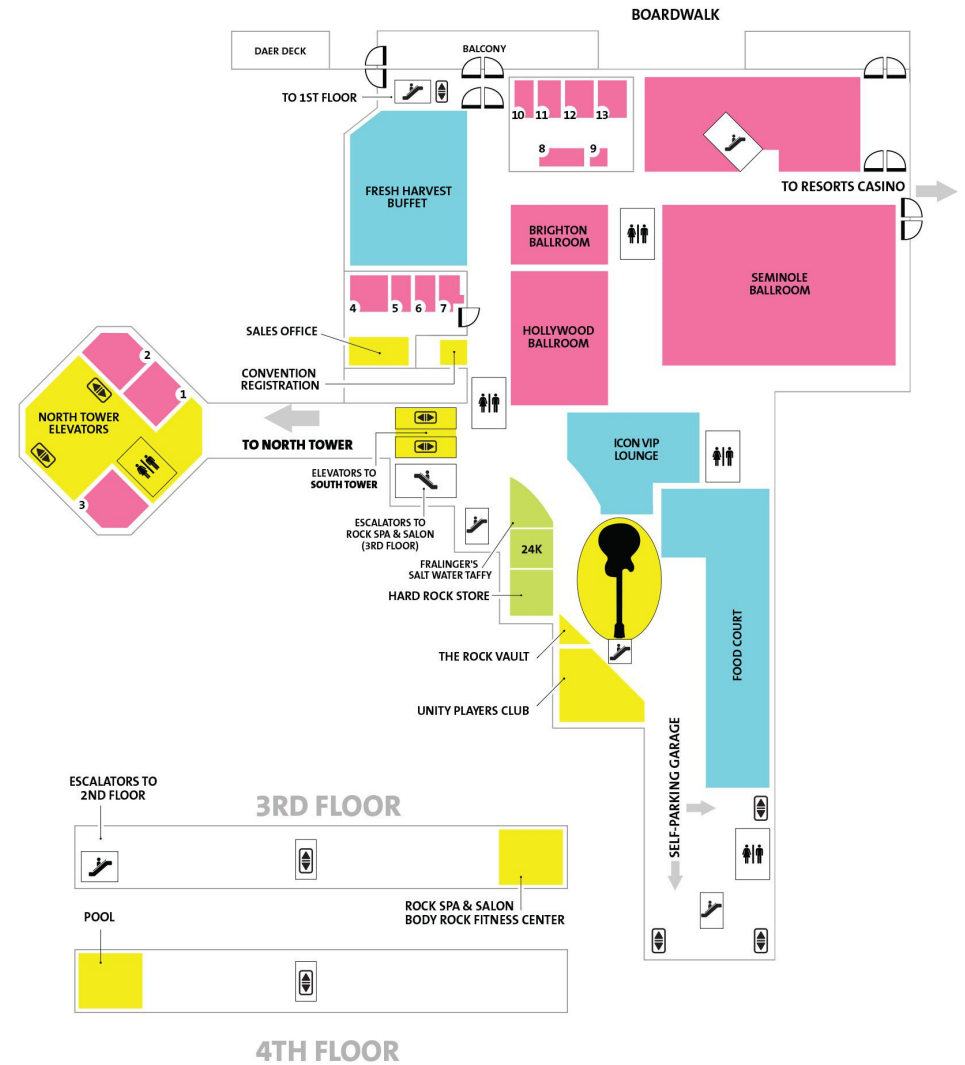 BOARDWALK
DAER DECK
BALCONY
TO 1ST FLOOR
10
11
12
13
8
9
TO RESORTS CASINO
FRESH HARVEST
BUFFET
BRIGHTON
BALLROOM
SEMINOLE
BALLROOM
4
5
6
7
HOLLYWOOD
BALLROOM
SALES OFFICE
CONVENTION
REGISTRATION
2
1
NORTH TOWER
ELEVATORS
3
TO NORTH TOWER
ELEVATORS TO
SOUTH TOWER
ICON VIP
LOUNGE
ESCALATORS TO
ROCK SPA & SALON
(3RD FLOOR)
24K
FRALINGER'S
SALT WATER TAFFY
HARD ROCK STORE
THE ROCK VAULT
UNITY PLAYERS CLUB
FOOD COURT
SELF-PARKING GARAGE
ESCALATORS TO
2ND FLOOR
3RD FLOOR
ROCK SPA & SALON
BODY ROCK FITNESS CENTER
POOL
4TH FLOOR